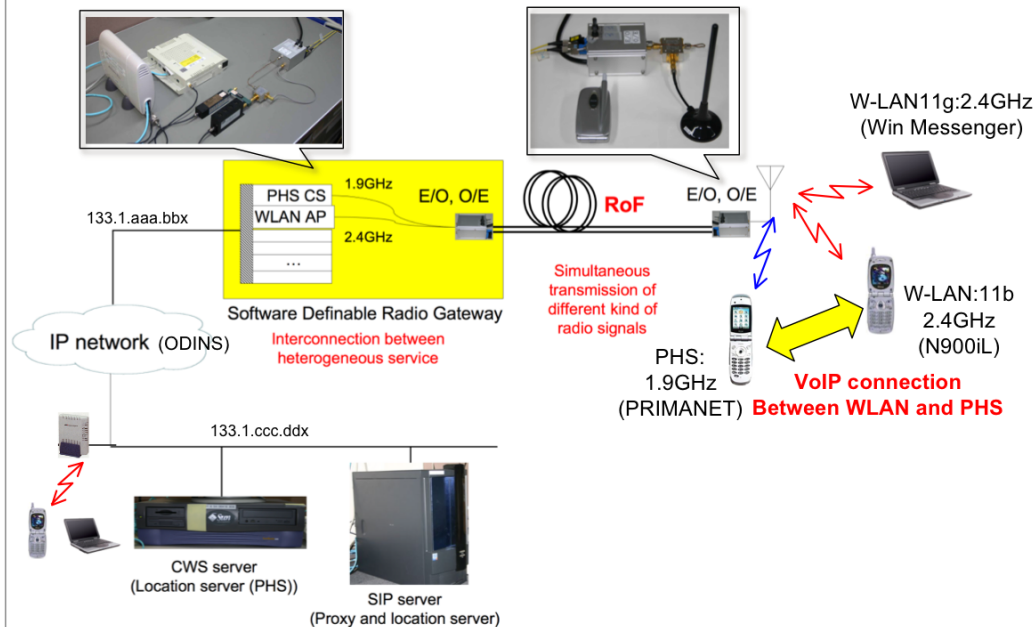 W-LAN11g:2.4GHz
(Win Messenger)
PHS CS
WLAN AP
...
1.9GHz
2.4GHz
E/O, O/E
RoF
E/O, O/E
133.1.aaa.bbx
Software Definable Radio Gateway
Interconnection between
heterogeneous service
Simultaneous
transmission of
different kind of
radio signals
W-LAN:11b
2.4GHz
(N900iL)
IP network (ODINS)
PHS:
1.9GHz
(PRIMANET)
VoIP connection
Between WLAN and PHS
133.1.ccc.ddx
CWS server
(Location server (PHS))
SIP server
(Proxy and location server)